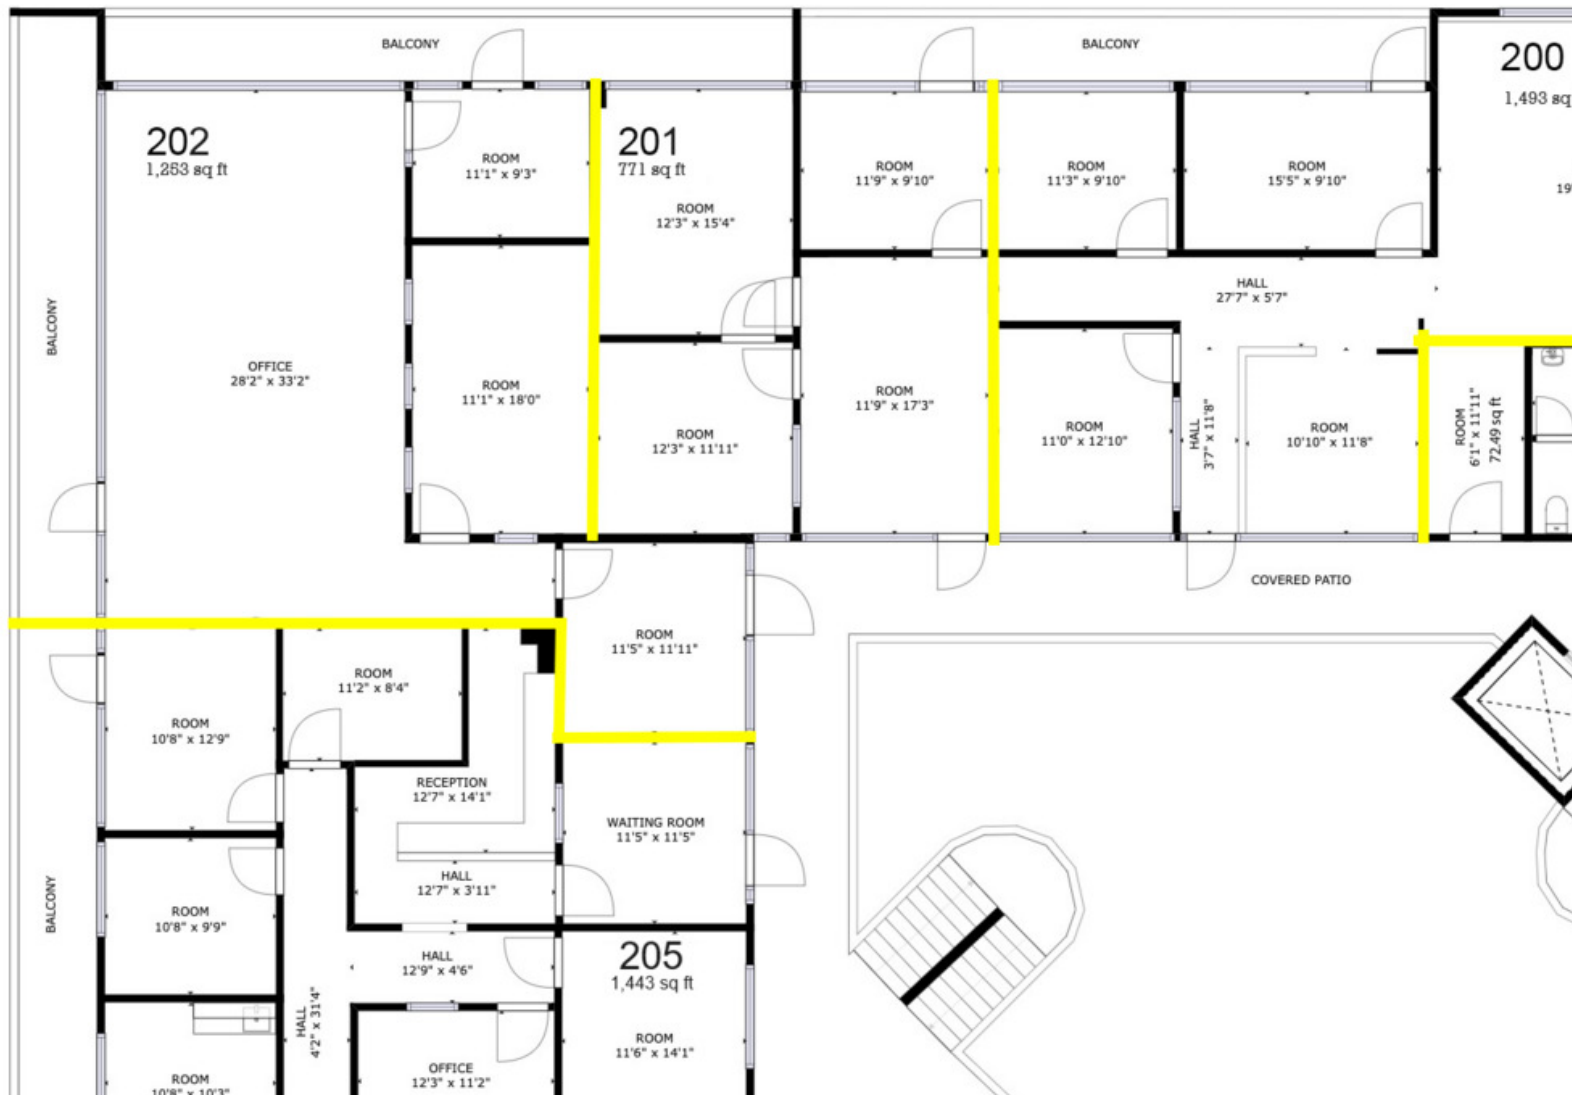 BALCONY
BALCONY
200
1,493 sq
202
1,253 sq ft
201
771 sq ft
ROOM
11'1" x 9'3"
ROOM
12'3" x 15'4"
ROOM
11'9" x 9'10"
ROOM
11'3" x 9'10"
ROOM
15'5" x 9'10"
19'
HALL
27'7" x 5'7"
BALCONY
OFFICE
28'2" x 33'2"
ROOM
11'1" x 18'0"
ROOM
12'3" x 11'11"
ROOM
11'9" x 17'3"
ROOM
11'0" x 12'10"
HALL
3'7" x 11'8"
ROOM
10'10" x 11'8"
ROOM
6'1" x 11'11"
72.49 sq ft
COVERED PATIO
ROOM
11'5" x 11'11"
ROOM
11'2" x 8'4"
ROOM
10'8" x 12'9"
RECEPTION
12'7" x 14'1"
WAITING ROOM
11'5" x 11'5"
HALL
12'7" x 3'11"
BALCONY
ROOM
10'8" x 9'9"
HALL
12'9" x 4'6"
205
1,443 sq ft
HALL
4'2" x 31'4"
ROOM
11'6" x 14'1"
OFFICE
12'3" x 11'2"
ROOM
10'8" x 10'3"